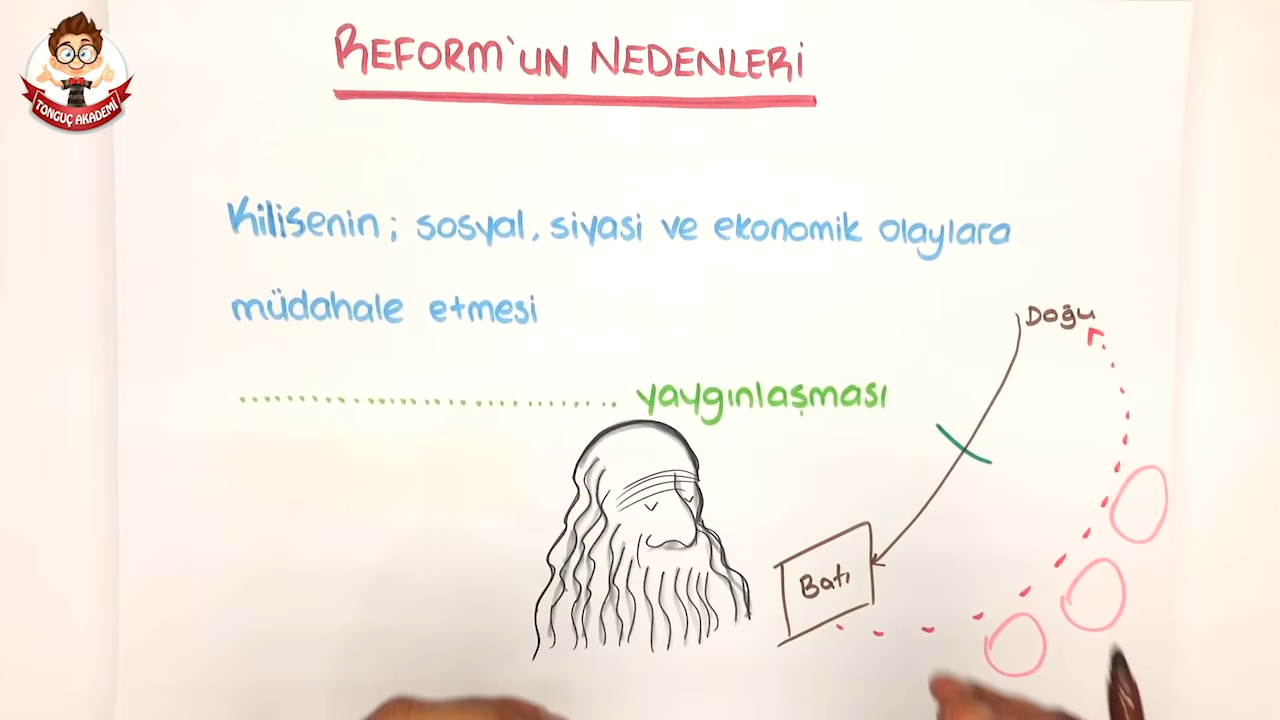 TONGUÇ AKADEMİ
REFORM'UN NEDENLERİ
Kilisenin; sosyal, siyasi ve ekonomik olaylara
müdahale etmesi
Doğu
................................ yaygınlaşması
Batı